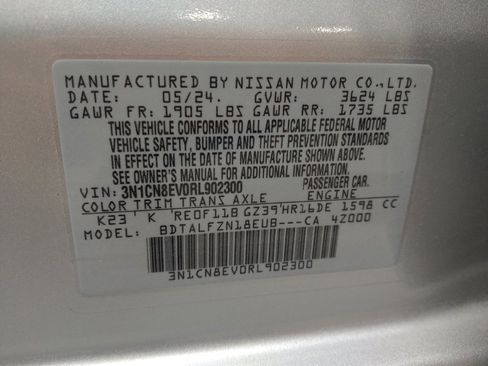 MANUFACTURED BY NISSAN MOTOR CO.,LTD.
DATE: 05/24. GVWR: 3624 LBS
GAWR FR: 1905 LBS GAWR RR: 1735 LBS
THIS VEHICLE CONFORMS TO ALL APPLICABLE FEDERAL MOTOR
VEHICLE SAFETY, BUMPER AND THEFT PREVENTION STANDARDS
IN EFFECT ON THE DATE OF MANUFACTURE SHOWN ABOVE.
SEE OWNER'S MANUAL FOR ADDITIONAL INFORMATION.
VIN: 3N1CN8EV0RL902300 PASSENGER CAR.
COLOR TRIM TRANS AXLE ENGINE
K23 ' K ' RE0F11B GZ39'HR16DE 1598 CC
MODEL: BDTALFZN18EUB---CA 4Z000
3N1CN8EV0RL902300